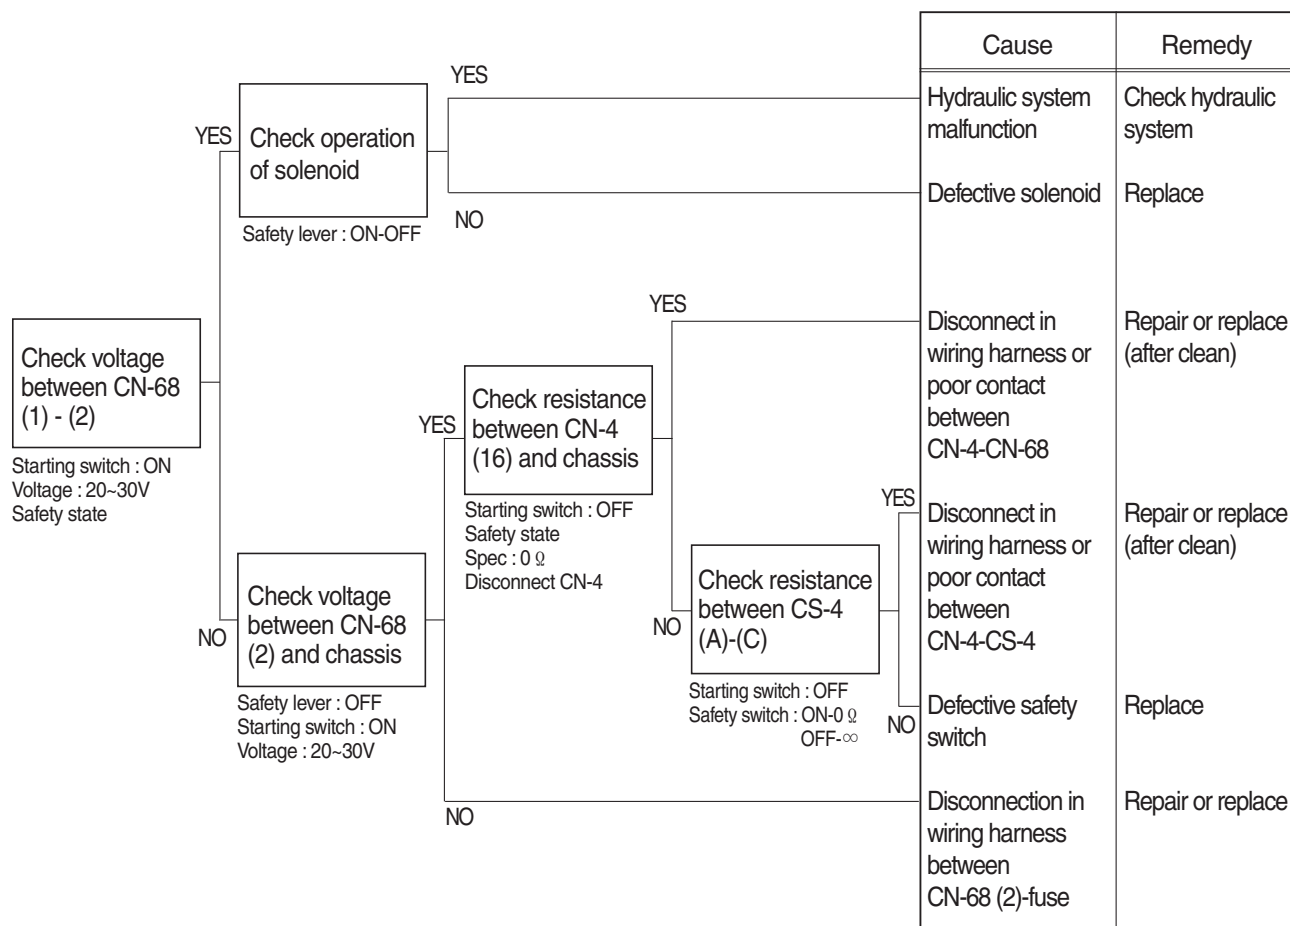 Cause
Remedy
YES
Hydraulic system
malfunction
Check hydraulic
system
YES
Check operation
of solenoid
NO
Defective solenoid
Replace
Safety lever : ON-OFF
YES
Disconnect in
wiring harness or
poor contact
between
CN-4-CN-68
Repair or replace
(after clean)
Check voltage
between CN-68
(1) - (2)
Starting switch : ON
Voltage : 20~30V
Safety state
YES
Check resistance
between CN-4
(16) and chassis
Starting switch : OFF
Safety state
Spec : 0 Ω
Disconnect CN-4
YES
Disconnect in
wiring harness or
poor contact
between
CN-4-CS-4
Repair or replace
(after clean)
NO
Check voltage
between CN-68
(2) and chassis
Safety lever : OFF
Starting switch : ON
Voltage : 20~30V
NO
Check resistance
between CS-4
(A)-(C)
Starting switch : OFF
Safety switch : ON-0 Ω
OFF-∞
NO
Defective safety
switch
Replace
NO
Disconnection in
wiring harness
between
CN-68 (2)-fuse
Repair or replace